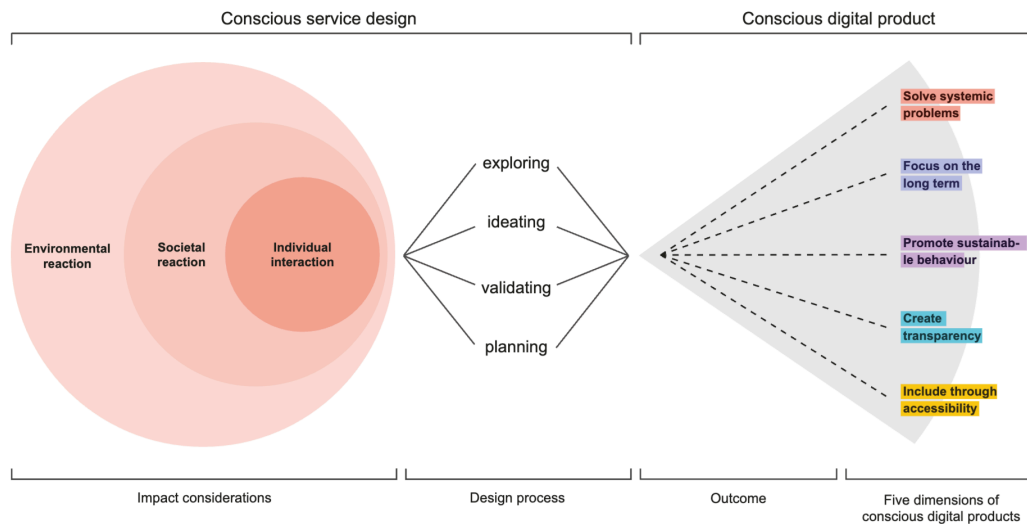 Conscious service design
Conscious digital product
Environmental
reaction
Societal
reaction
Individual
interaction
exploring
ideating
validating
planning
Solve systemic
problems
Focus on the
long term
Promote sustainab-
le behaviour
Create
transparency
Include through
accessibility
Impact considerations
Design process
Outcome
Five dimensions of
conscious digital products